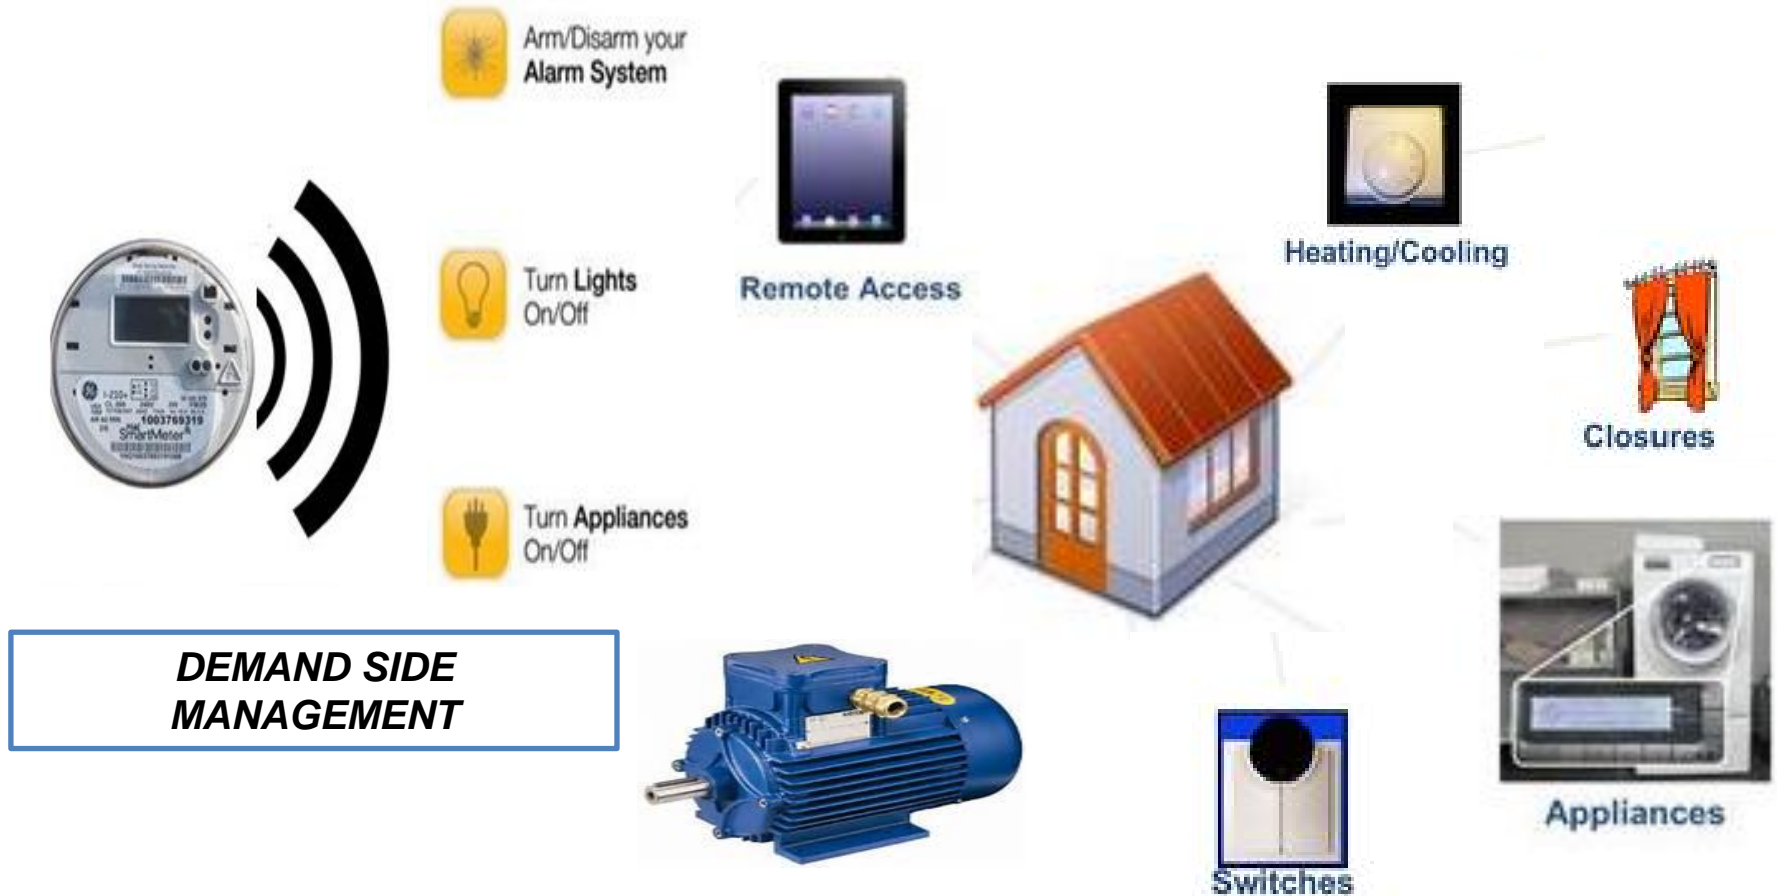 Arm/Disarm your
Alarm System
Turn Lights
On/Off
Turn Appliances
On/Off
Remote Access
Heating/Cooling
Closures
Appliances
Switches
1003769319
SmartMeter
DEMAND SIDE
MANAGEMENT